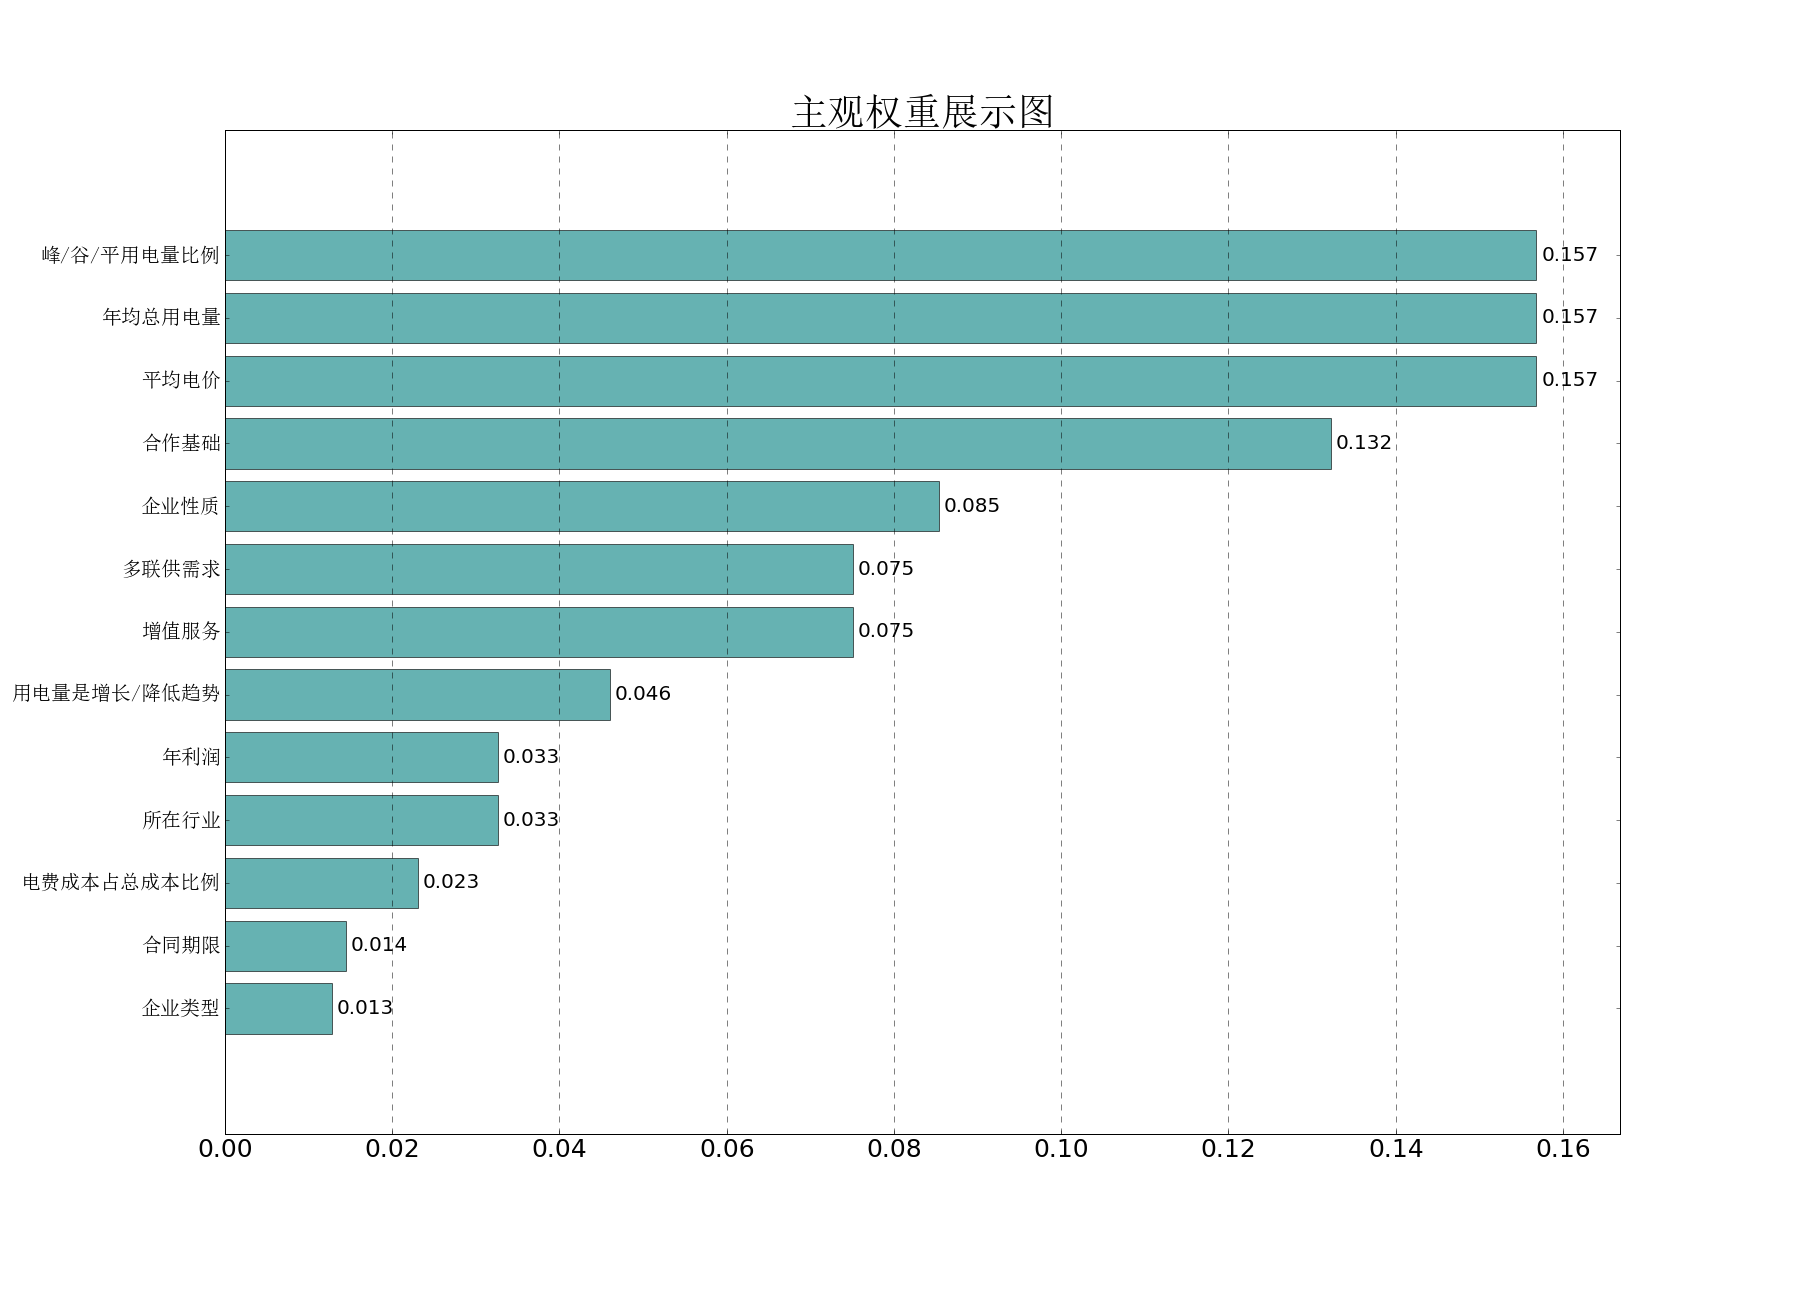 主观权重展示图
峰/谷/平用电量比例 0.157
年均总用电量 0.157
平均电价 0.157
合作基础 0.132
企业性质 0.085
多联供需求 0.075
增值服务 0.075
用电量是增长/降低趋势 0.046
年利润 0.033
所在行业 0.033
电费成本占总成本比例 0.023
合同期限 0.014
企业类型 0.013
0.00 0.02 0.04 0.06 0.08 0.10 0.12 0.14 0.16